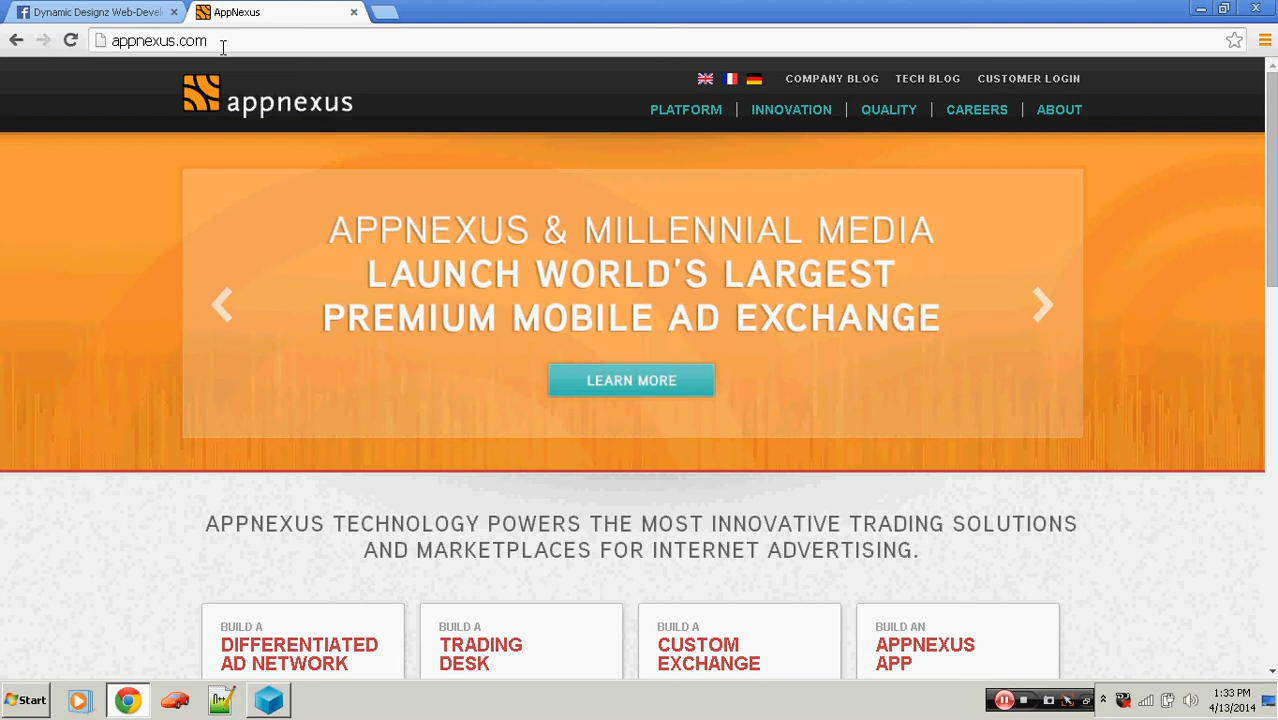 Dynamic Designz Web-Devel
AppNexus
appnexus.com
appnexus
COMPANY BLOG TECH BLOG CUSTOMER LOGIN
PLATFORM INNOVATION QUALITY CAREERS ABOUT
APPNEXUS & MILLENNIAL MEDIA
LAUNCH WORLD'S LARGEST
PREMIUM MOBILE AD EXCHANGE
LEARN MORE
APPNEXUS TECHNOLOGY POWERS THE MOST INNOVATIVE TRADING SOLUTIONS
AND MARKETPLACES FOR INTERNET ADVERTISING.
BUILD A
DIFFERENTIATED
AD NETWORK
BUILD A
TRADING
DESK
BUILD A
CUSTOM
EXCHANGE
BUILD AN
APPNEXUS
APP
Start
1:33 PM
4/13/2014